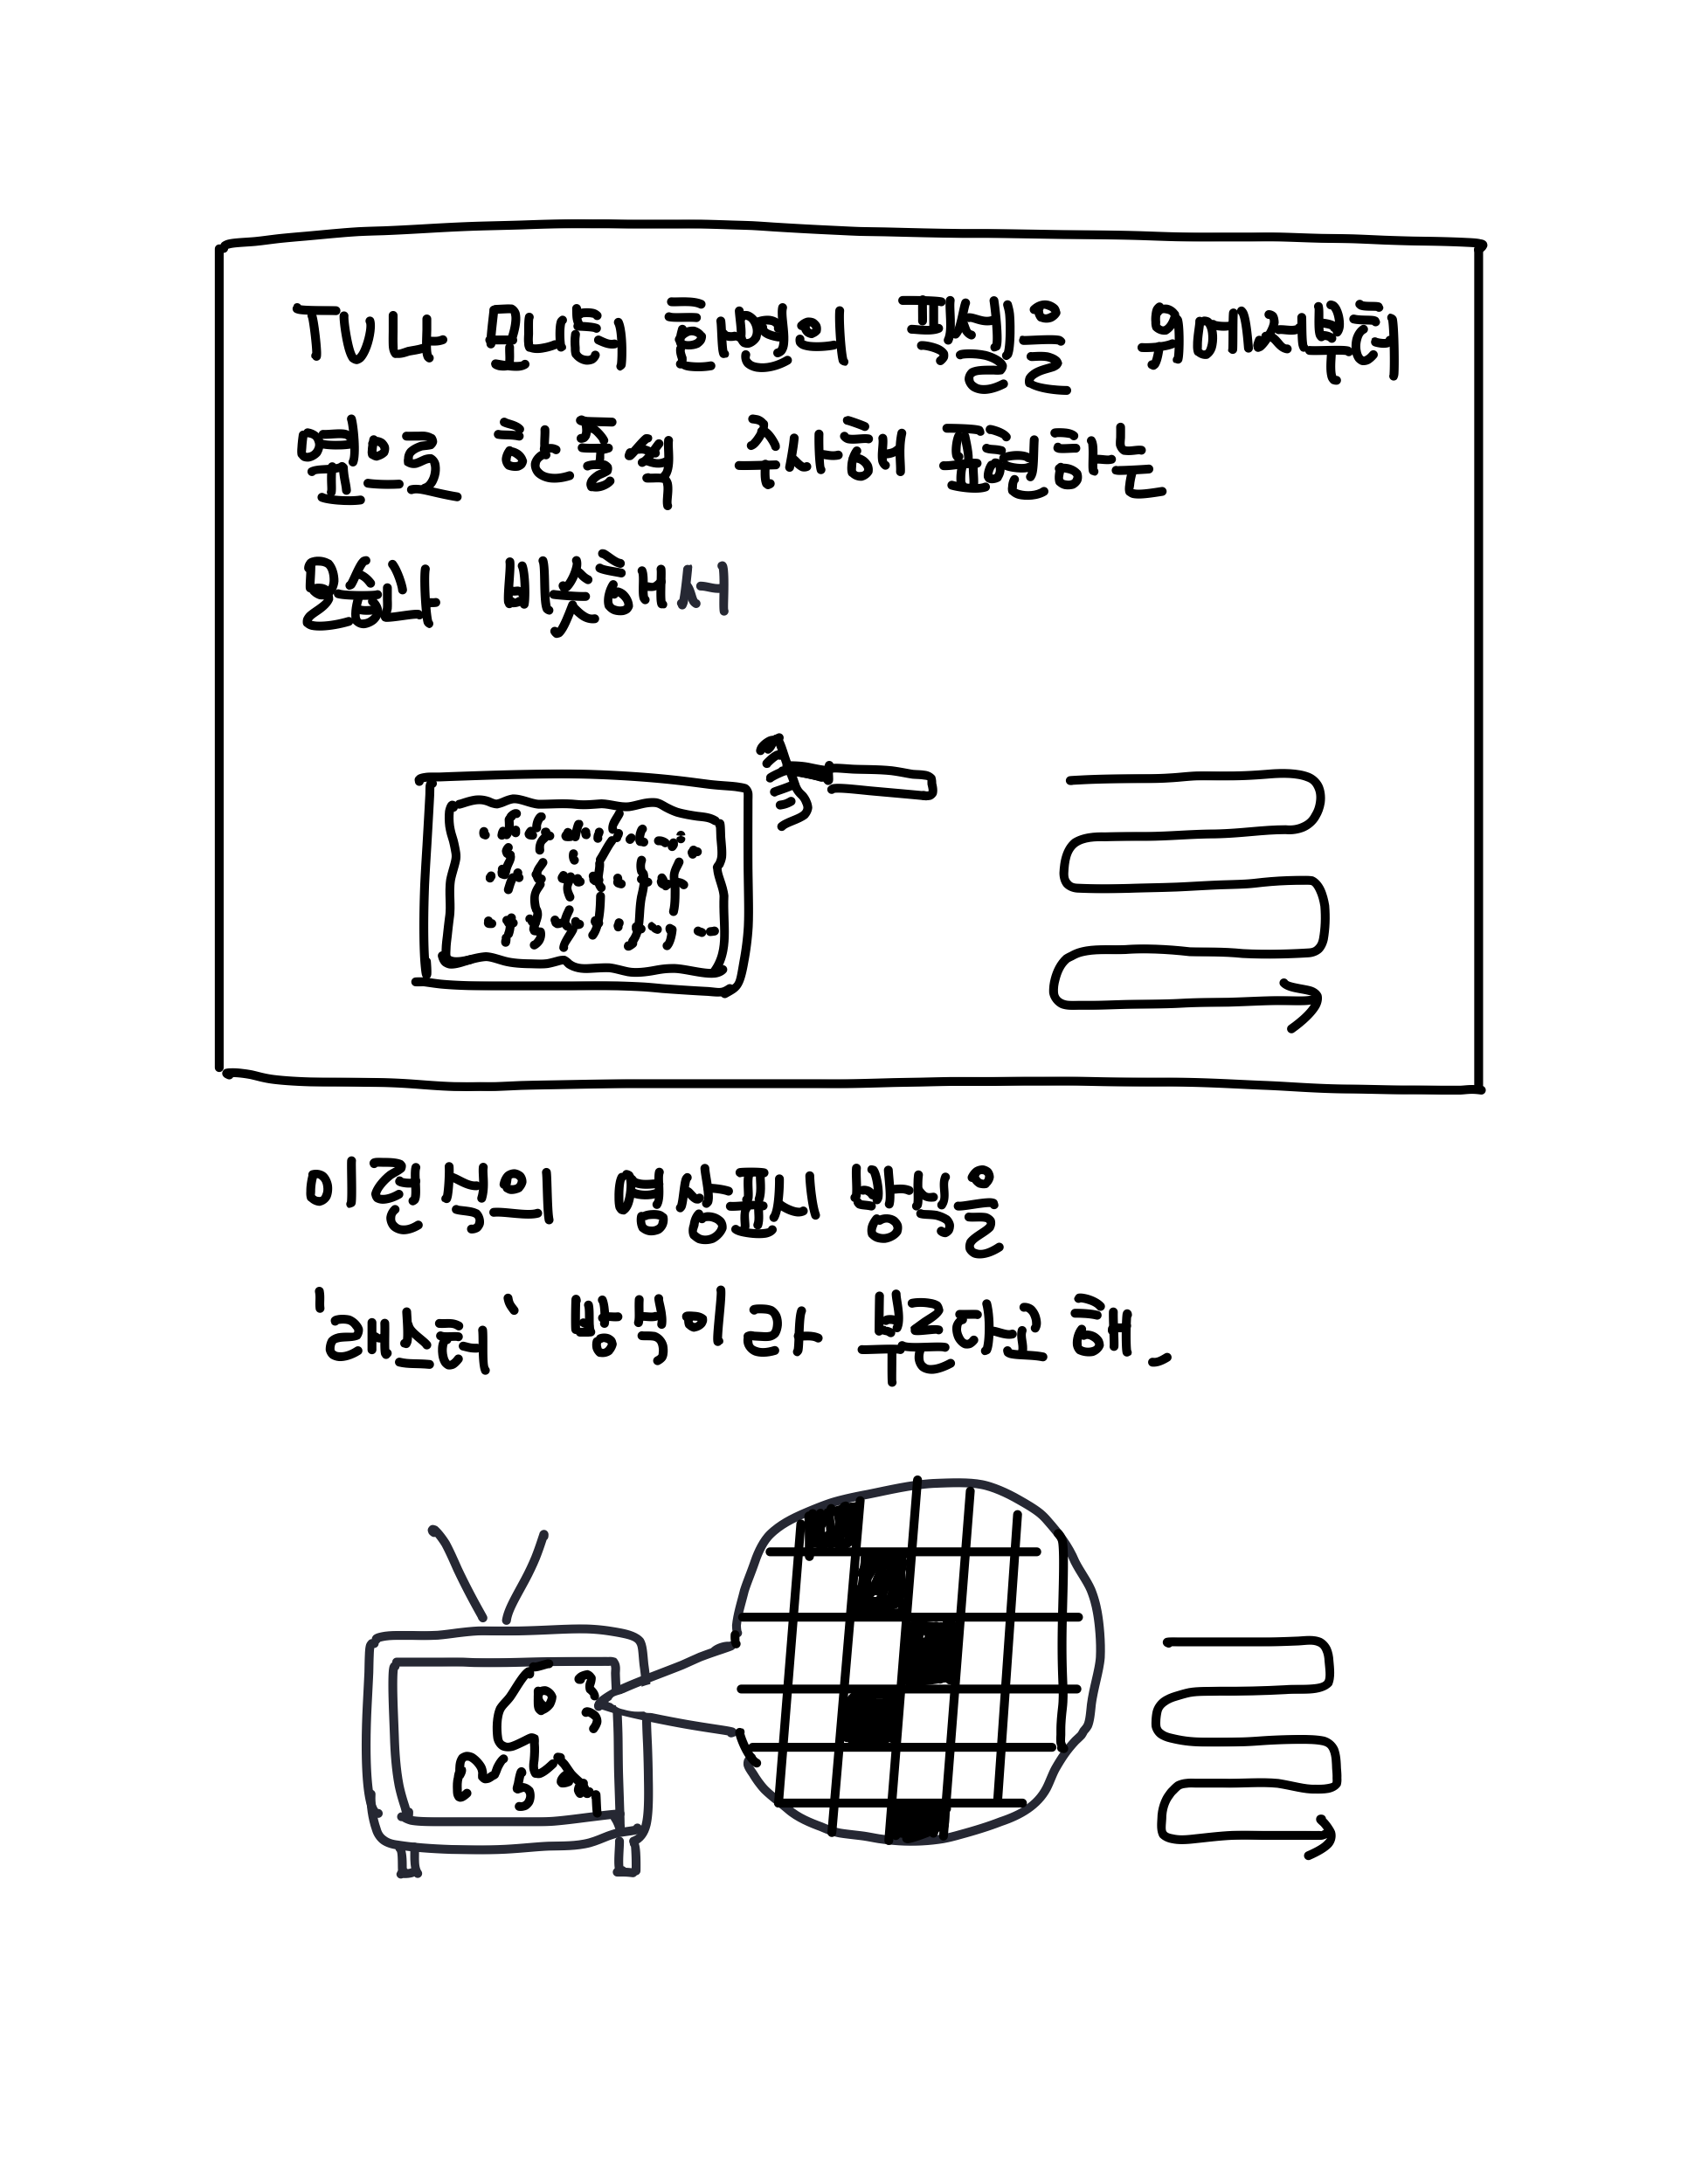 TV나 모니터 화면의 픽셀을 위에서부터
옆으로 한줄씩 주사해 표현하는
모습과 비슷해서
이런식의 영상표시 방식을
'래스터' 방식이라 부른다고 해.